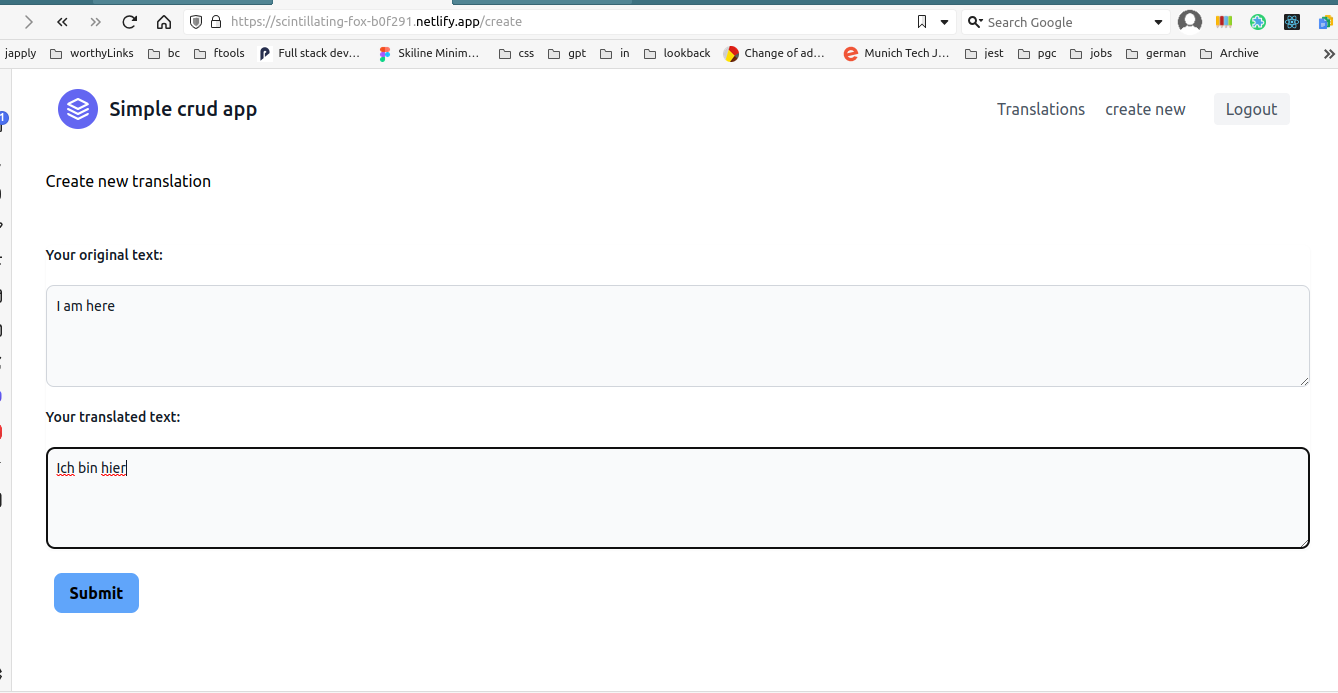 https://scintillating-fox-b0f291.netlify.app/create Search Google
japply worthyLinks bc ftools Full stack dev... Skiline Minim... css gpt in lookback Change of ad... Munich Tech J... jest pgc jobs german Archive
1
Simple crud app Translations create new Logout
Create new translation
Your original text:
I am here
Your translated text:
Ich bin hier
Submit